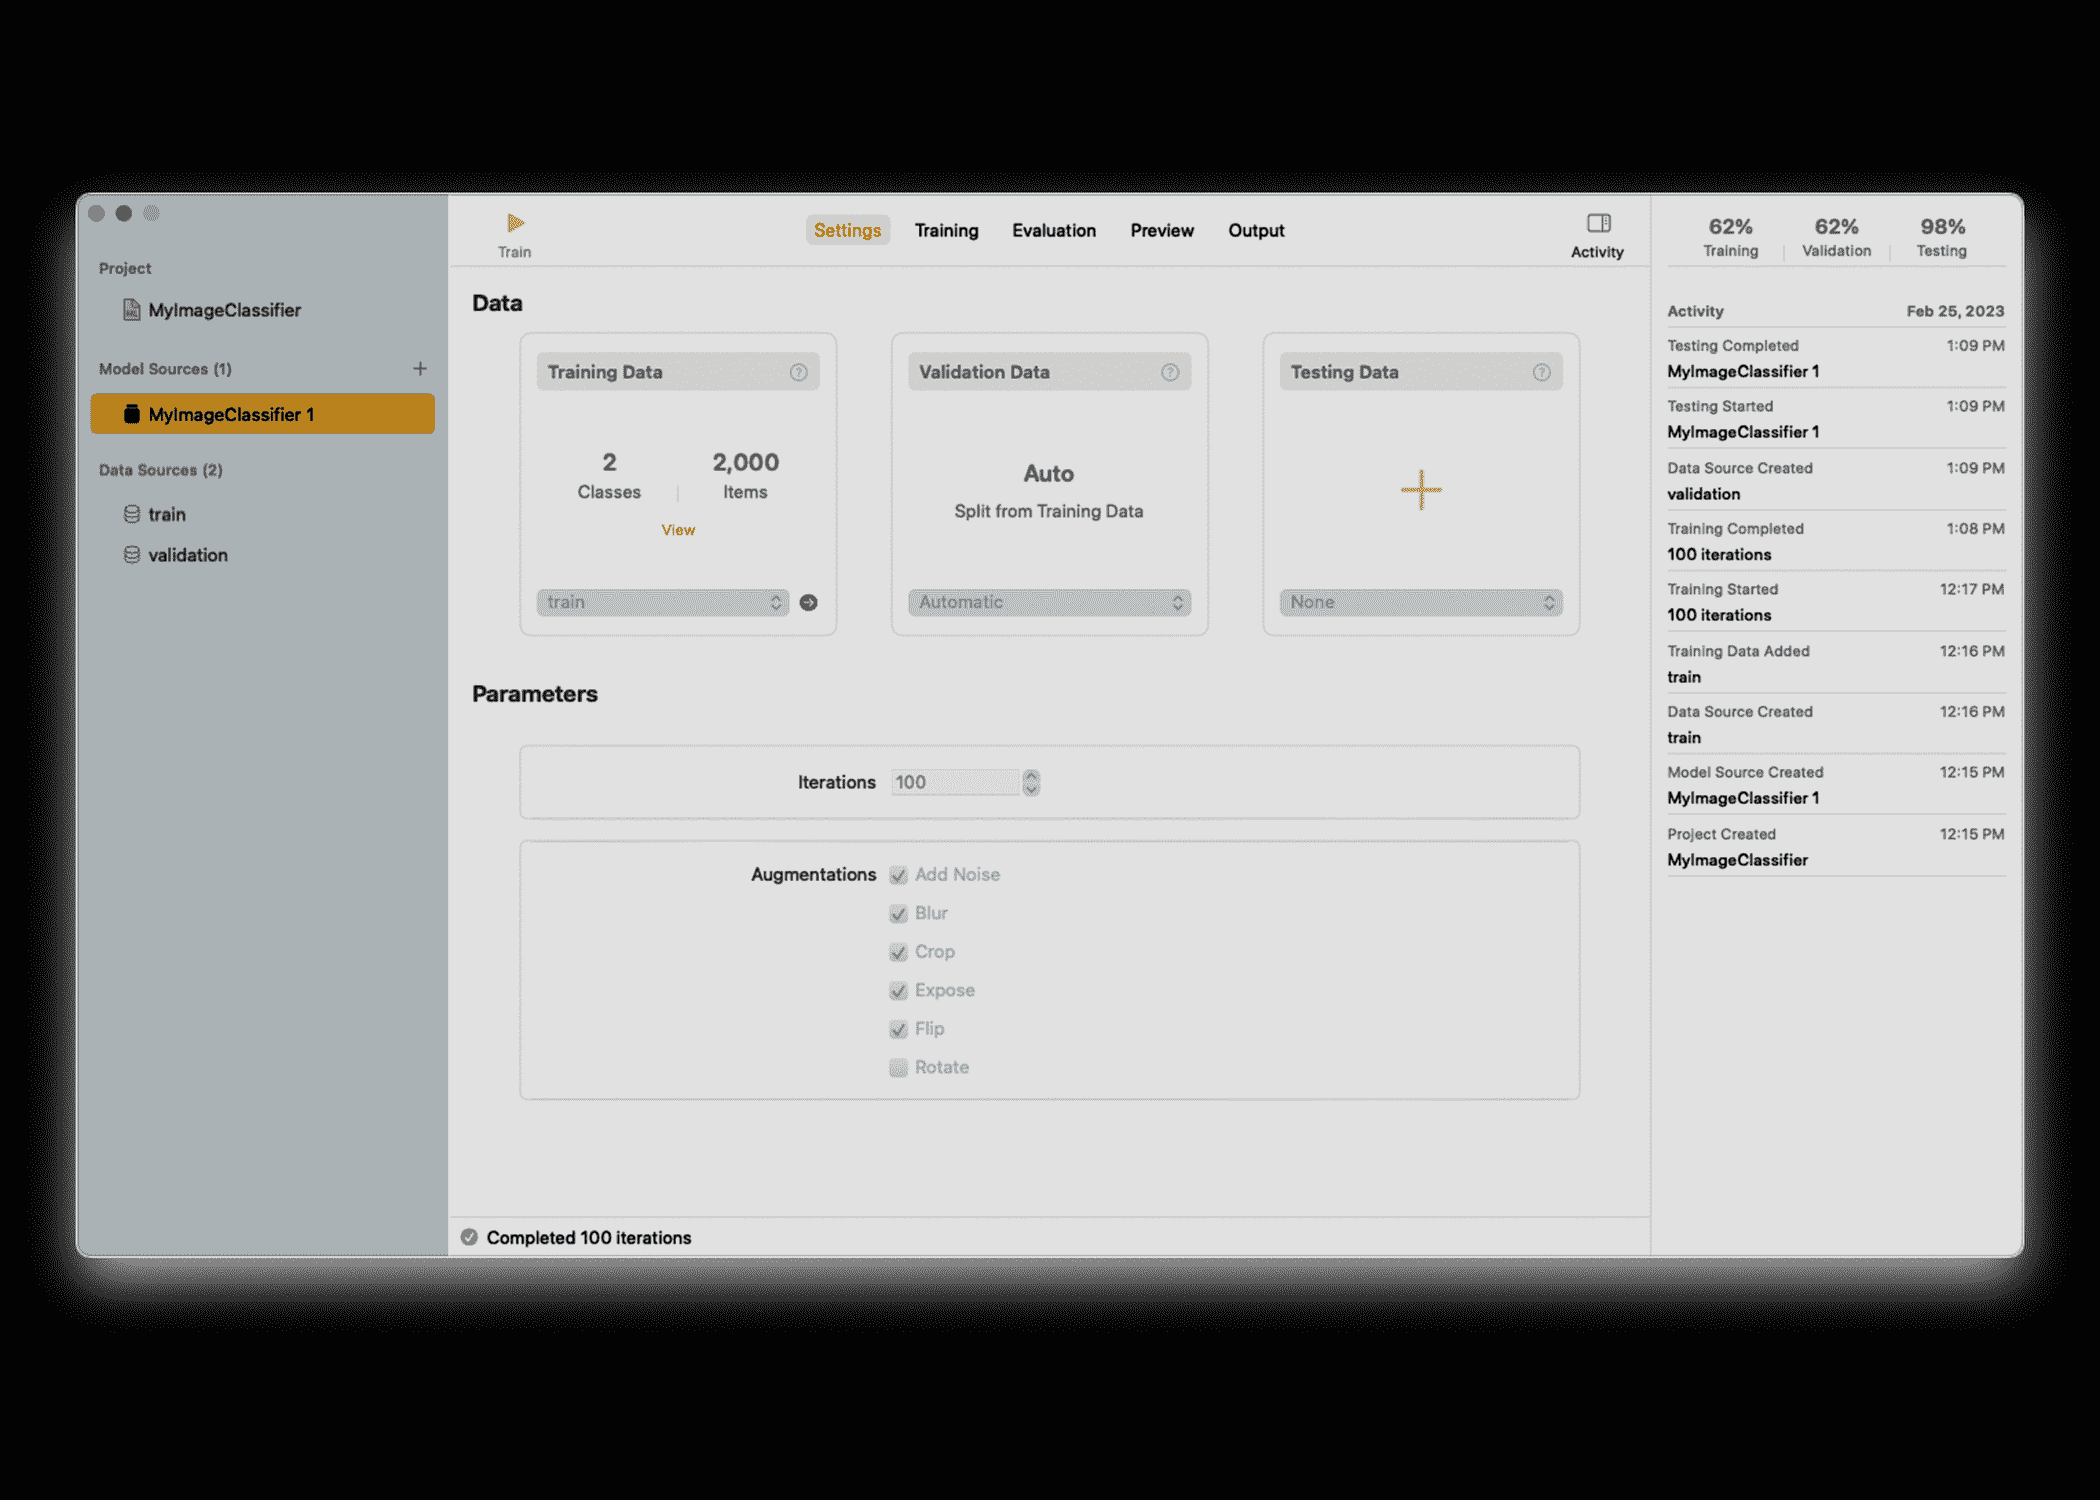 Project
MyImageClassifier
Model Sources (1)
MyImageClassifier 1
Data Sources (2)
train
validation
Train
Settings Training Evaluation Preview Output
Activity
Data
Training Data
2 2,000
Classes Items
View
train
Validation Data
Auto
Split from Training Data
Automatic
Testing Data
None
Parameters
Iterations 100
Augmentations Add Noise
Blur
Crop
Expose
Flip
Rotate
Completed 100 iterations
62% 62% 98%
Training Validation Testing
Activity Feb 25, 2023
Testing Completed 1:09 PM
MyImageClassifier 1
Testing Started 1:09 PM
MyImageClassifier 1
Data Source Created 1:09 PM
validation
Training Completed 1:08 PM
100 iterations
Training Started 12:17 PM
100 iterations
Training Data Added 12:16 PM
train
Data Source Created 12:16 PM
train
Model Source Created 12:15 PM
MyImageClassifier 1
Project Created 12:15 PM
MyImageClassifier